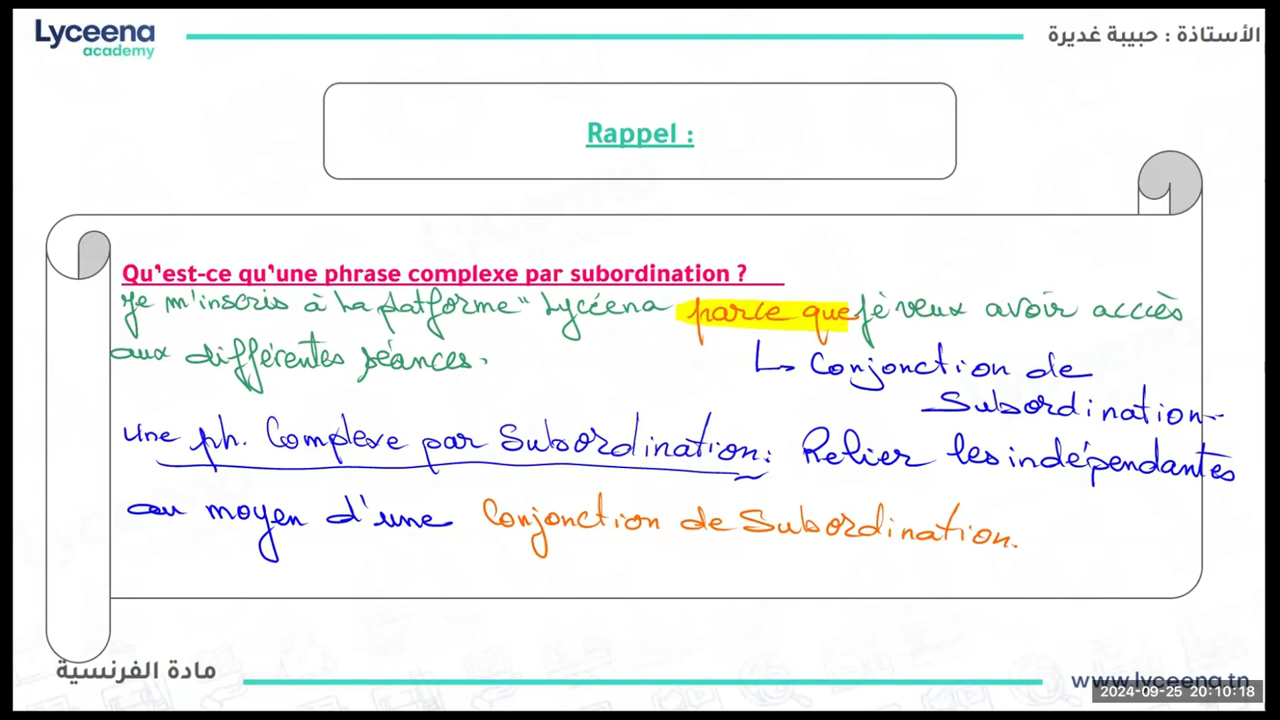 Lyceena
academy
الأستاذة : حبيبة غديرة
Rappel :
Qu'est-ce qu'une phrase complexe par subordination ?
Je m'inscris à la platforme " Lycéena parce que je veux avoir accès
aux différentes séances.
↳ Conjonction de
Subordination.
Une ph. Complexe par Subordination : Relier les indépendantes
au moyen d'une Conjonction de Subordination.
مادة الفرنسية
www.lyceena.tn
2024-09-25 20:10:18